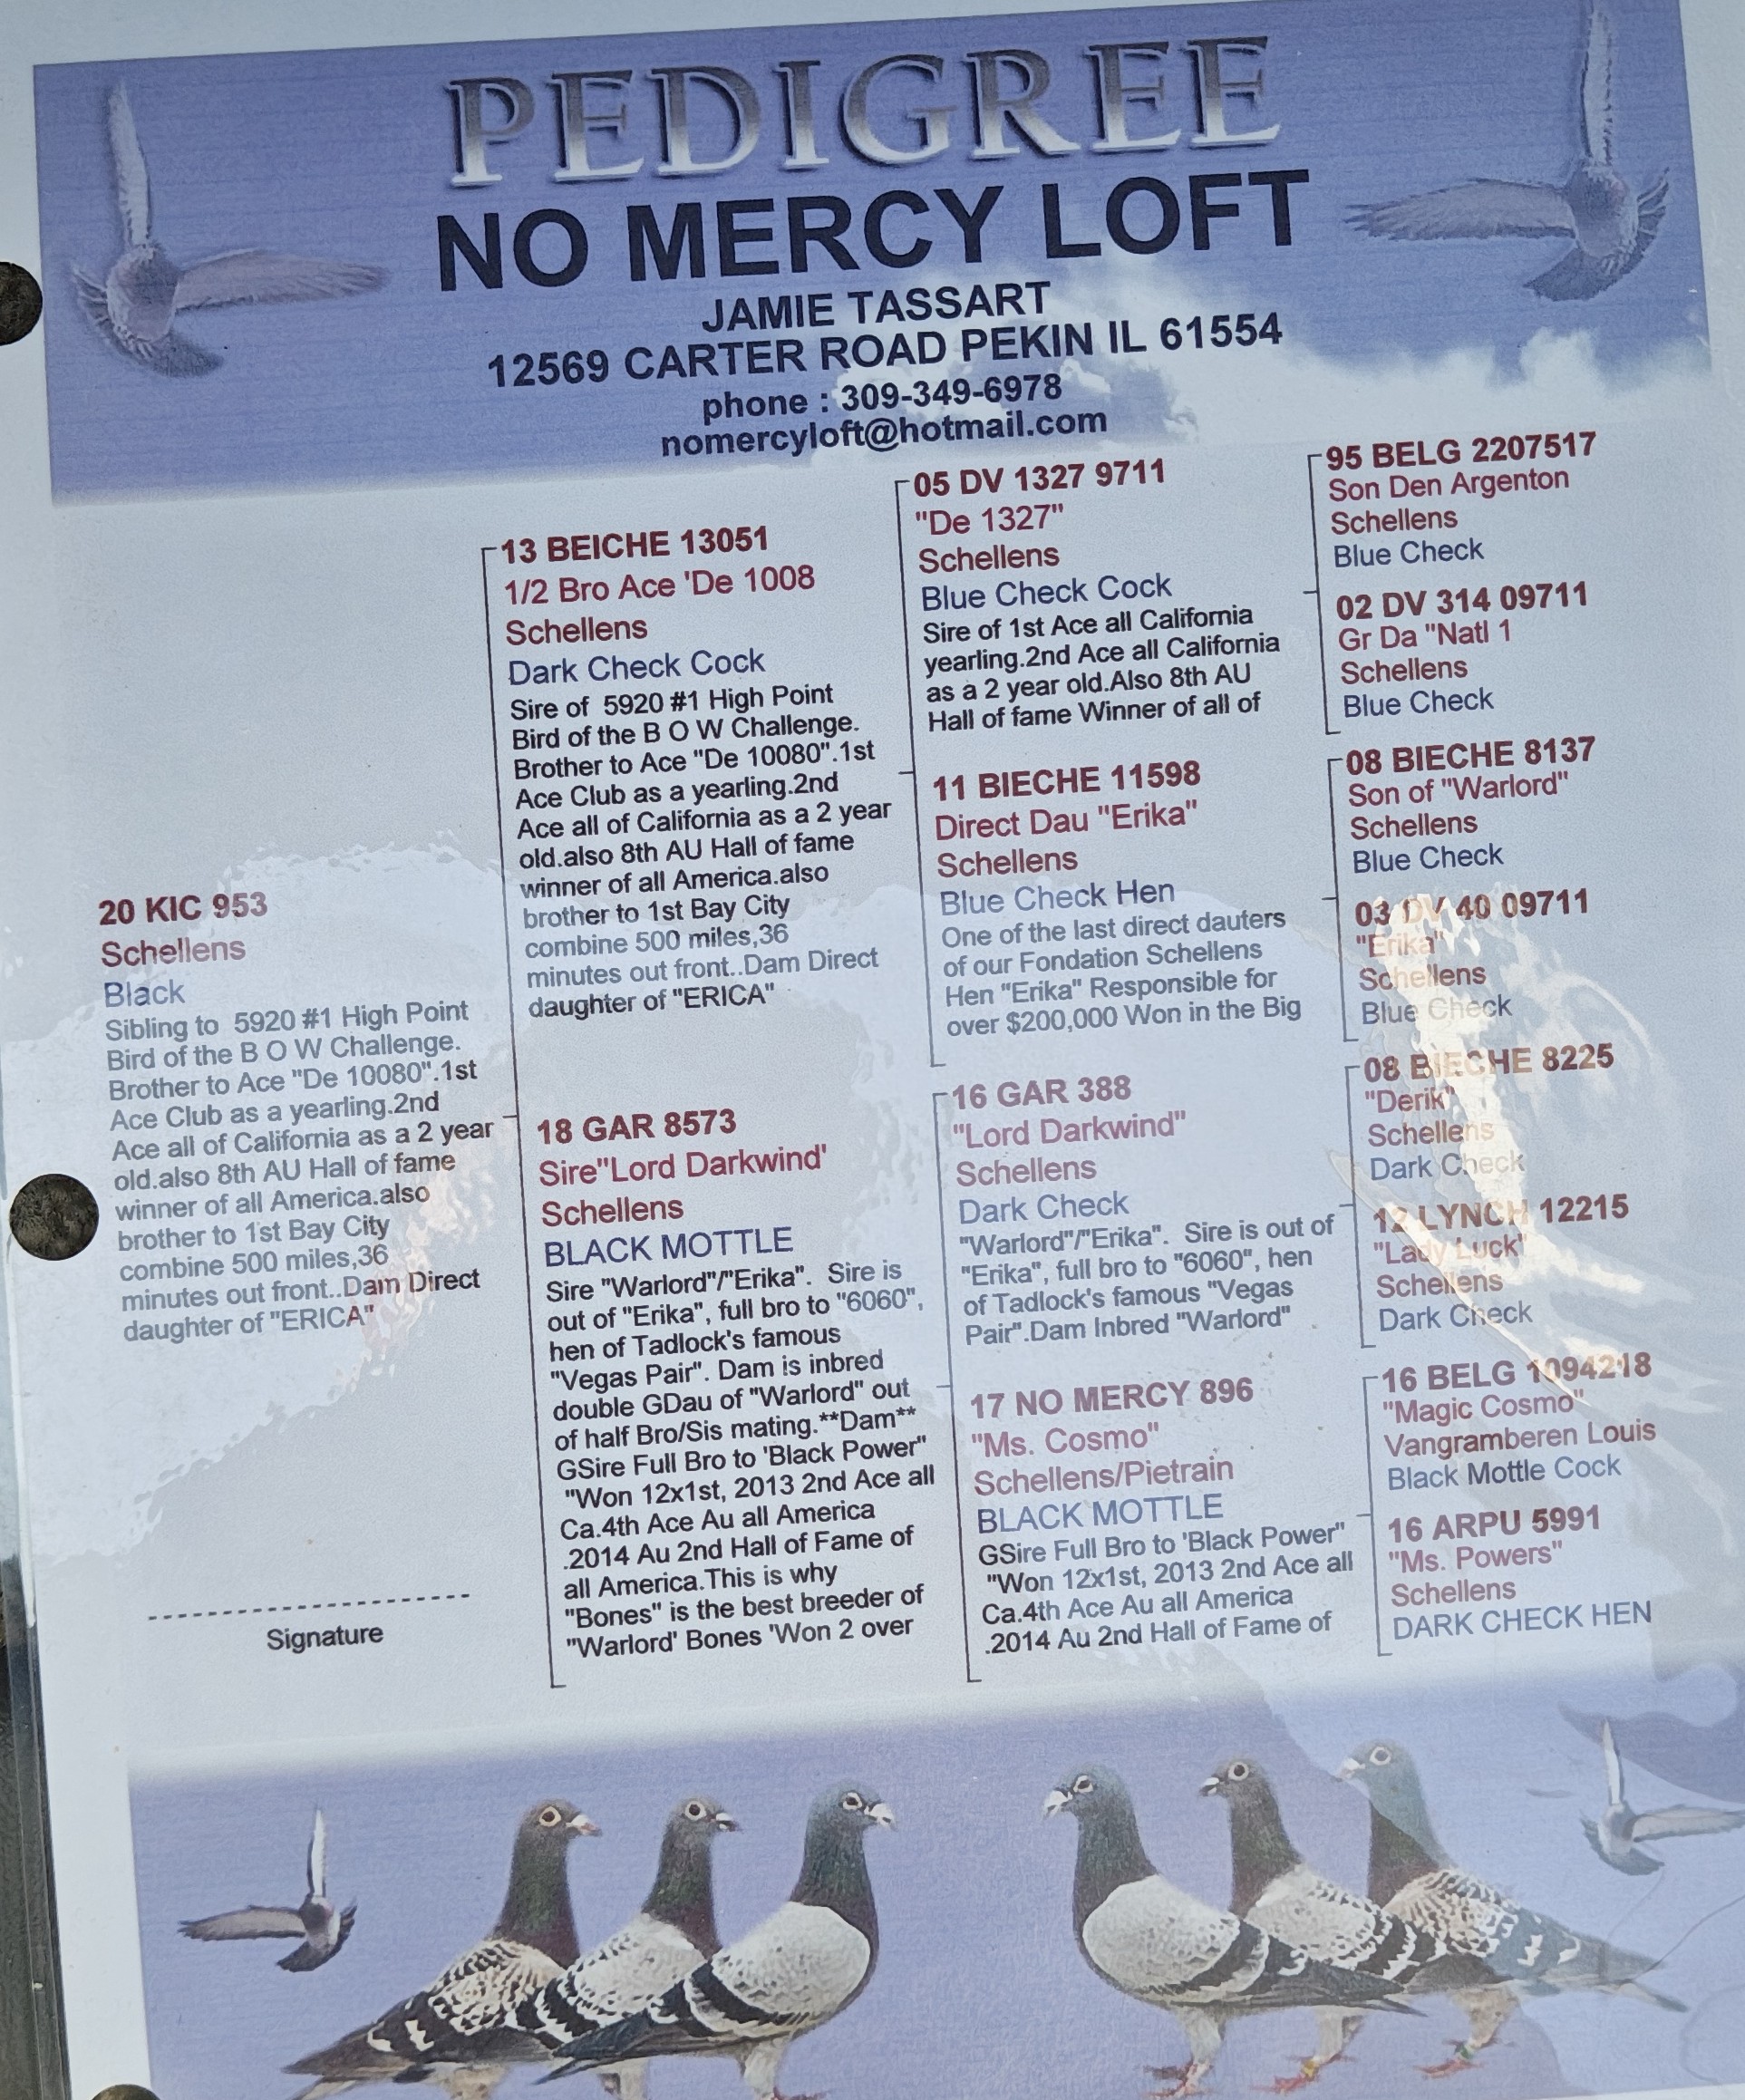 PEDIGREE
NO MERCY LOFT
JAMIE TASSART
12569 CARTER ROAD PEKIN IL 61554
phone : 309-349-6978
nomercyloft@hotmail.com
20 KIC 953
Schellens
Black
Sibling to  5920 #1 High Point
Bird of the B O W Challenge.
Brother to Ace "De 10080".1st
Ace Club as a yearling.2nd
Ace all of California as a 2 year
old.also 8th AU Hall of fame
winner of all America.also
brother to 1st Bay City
combine 500 miles,36
minutes out front..Dam Direct
daughter of "ERICA"
Signature
13 BEICHE 13051
1/2 Bro Ace 'De 1008
Schellens
Dark Check Cock
Sire of  5920 #1 High Point
Bird of the B O W Challenge.
Brother to Ace "De 10080".1st
Ace Club as a yearling.2nd
Ace all of California as a 2 year
old.also 8th AU Hall of fame
winner of all America.also
brother to 1st Bay City
combine 500 miles,36
minutes out front..Dam Direct
daughter of "ERICA"
18 GAR 8573
Sire"Lord Darkwind'
Schellens
BLACK MOTTLE
Sire "Warlord"/"Erika".  Sire is
out of "Erika", full bro to "6060",
hen of Tadlock's famous
"Vegas Pair". Dam is inbred
double GDau of "Warlord" out
of half Bro/Sis mating.**Dam**
GSire Full Bro to 'Black Power"
"Won 12x1st, 2013 2nd Ace all
Ca.4th Ace Au all America
.2014 Au 2nd Hall of Fame of
all America.This is why
"Bones" is the best breeder of
"Warlord' Bones 'Won 2 over
05 DV 1327 9711
"De 1327"
Schellens
Blue Check Cock
Sire of 1st Ace all California
yearling.2nd Ace all California
as a 2 year old.Also 8th AU
Hall of fame Winner of all of
11 BIECHE 11598
Direct Dau "Erika"
Schellens
Blue Check Hen
One of the last direct dauters
of our Fondation Schellens
Hen "Erika" Responsible for
over $200,000 Won in the Big
16 GAR 388
"Lord Darkwind"
Schellens
Dark Check
"Warlord"/"Erika".  Sire is out of
"Erika", full bro to "6060", hen
of Tadlock's famous "Vegas
Pair".Dam Inbred "Warlord"
17 NO MERCY 896
"Ms. Cosmo"
Schellens/Pietrain
BLACK MOTTLE
GSire Full Bro to 'Black Power"
"Won 12x1st, 2013 2nd Ace all
Ca.4th Ace Au all America
.2014 Au 2nd Hall of Fame of
95 BELG 2207517
Son Den Argenton
Schellens
Blue Check
02 DV 314 09711
Gr Da "Natl 1
Schellens
Blue Check
08 BIECHE 8137
Son of "Warlord"
Schellens
Blue Check
03 DV 40 09711
"Erika"
Schellens
Blue Check
08 BIECHE 8225
"Derik"
Schellens
Dark Check
12 LYNCH 12215
"Lady Luck"
Schellens
Dark Check
16 BELG 1094218
"Magic Cosmo"
Vangramberen Louis
Black Mottle Cock
16 ARPU 5991
"Ms. Powers"
Schellens
DARK CHECK HEN